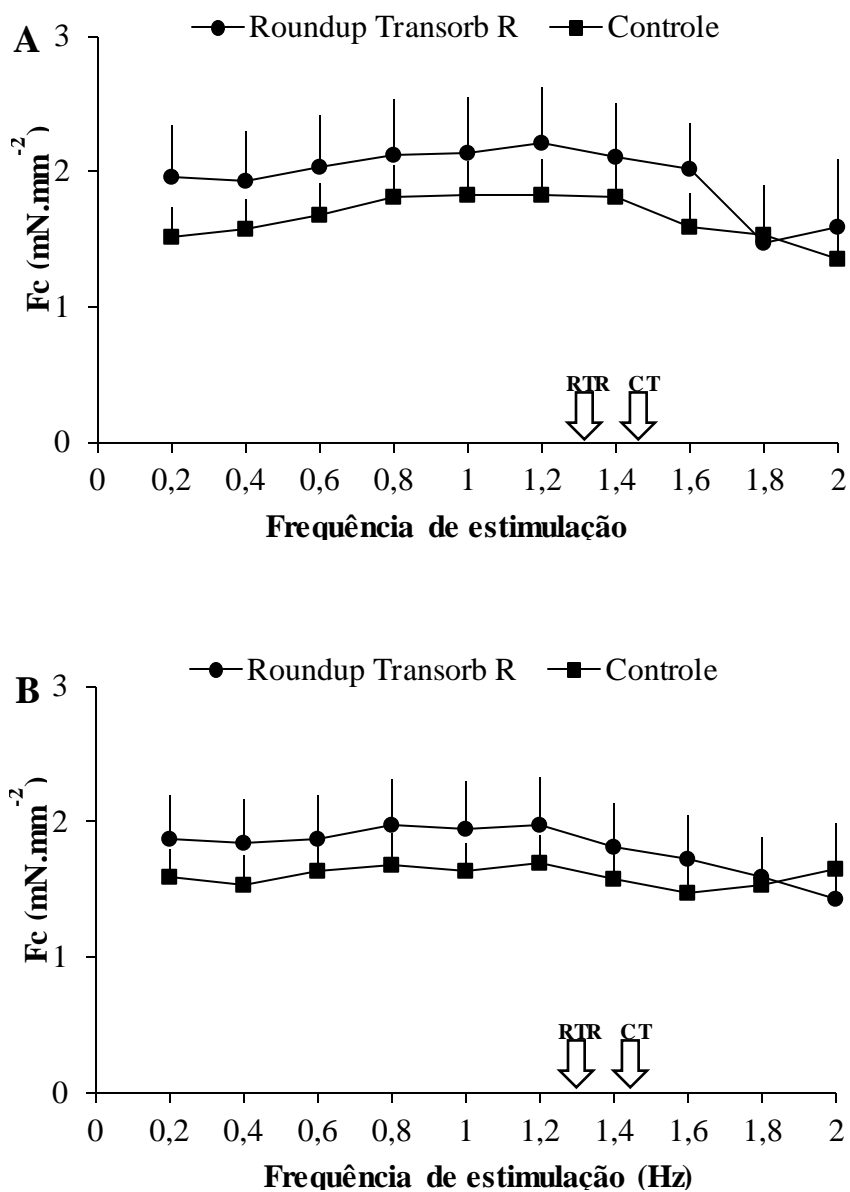 A
Roundup Transorb R Controle
Fc (mN.mm-2)
3
2
1
0
RTR CT
0 0,2 0,4 0,6 0,8 1 1,2 1,4 1,6 1,8 2
Frequência de estimulação
B
Roundup Transorb R Controle
Fc (mN.mm-2)
3
2
1
0
RTR CT
0 0,2 0,4 0,6 0,8 1 1,2 1,4 1,6 1,8 2
Frequência de estimulação (Hz)